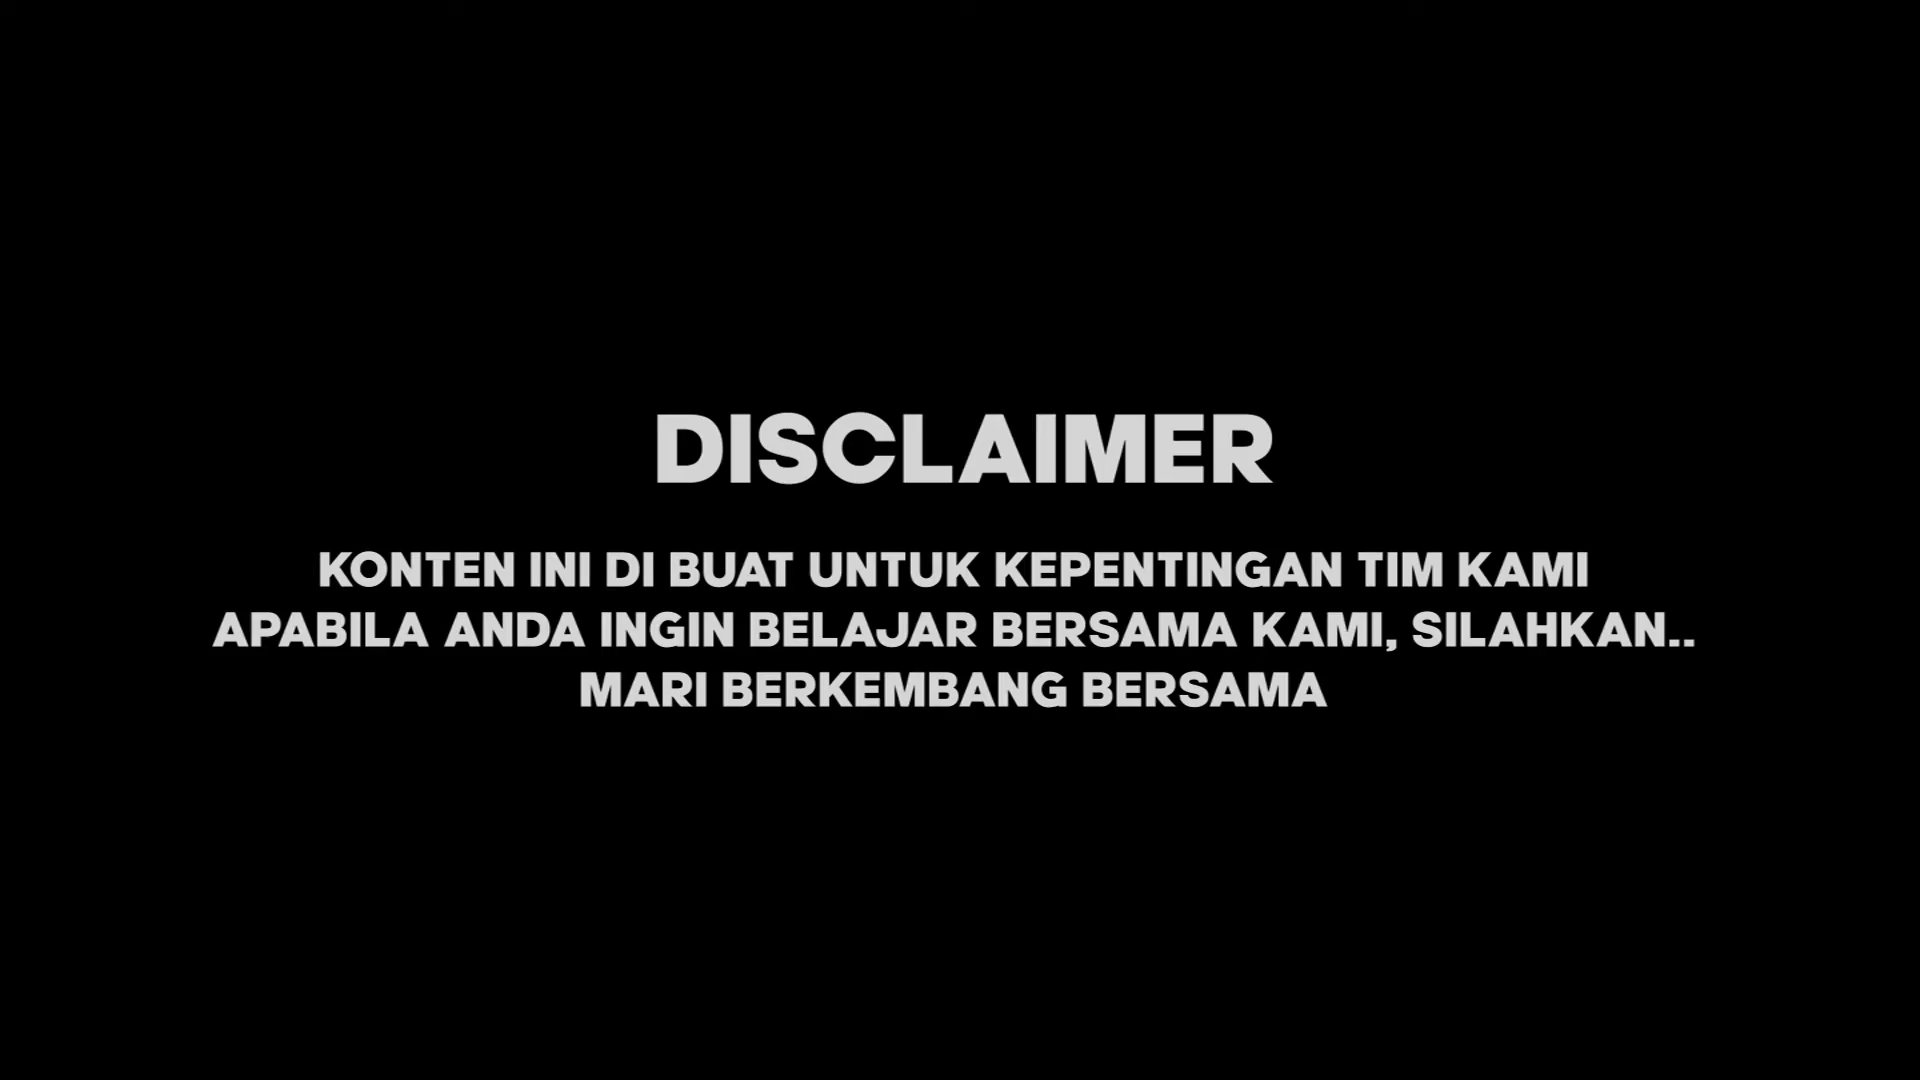 DISCLAIMER
KONTEN INI DI BUAT UNTUK KEPENTINGAN TIM KAMI
APABILA ANDA INGIN BELAJAR BERSAMA KAMI, SILAHKAN..
MARI BERKEMBANG BERSAMA